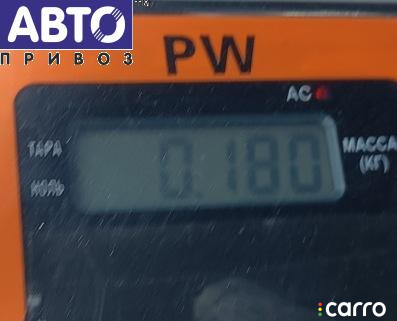 АВТО
ПРИВОЗ
PW
AC
ТАРА
МАССА
(КГ)
НОЛЬ
0.180
carro